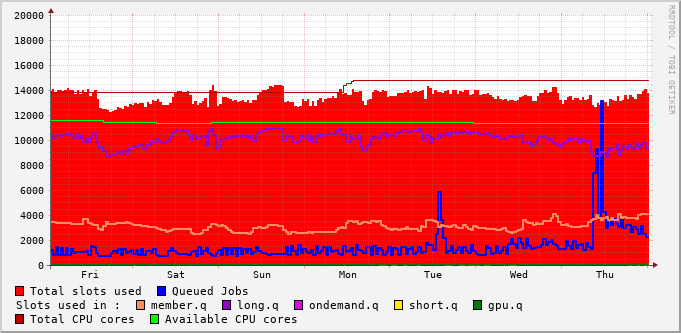 RRDTOOL / TOBI OETIKER
20000
18000
16000
14000
12000
10000
8000
6000
4000
2000
0
Fri Sat Sun Mon Tue Wed Thu
Total slots used Queued Jobs
Slots used in : member.q long.q ondemand.q short.q gpu.q
Total CPU cores Available CPU cores